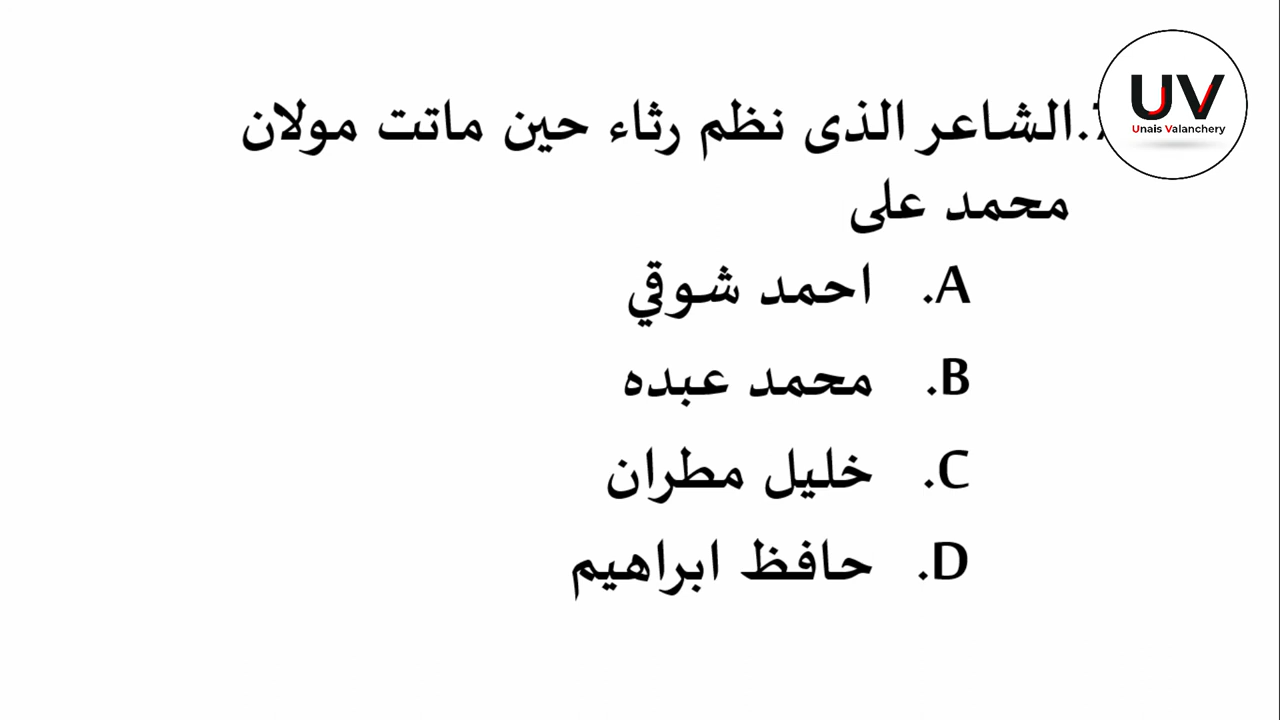 UV
Unais Valanchery
.الشاعر الذى نظم رثاء حين ماتت مولان
محمد على
A. احمد شوقي
B. محمد عبده
C. خليل مطران
D. حافظ ابراهيم